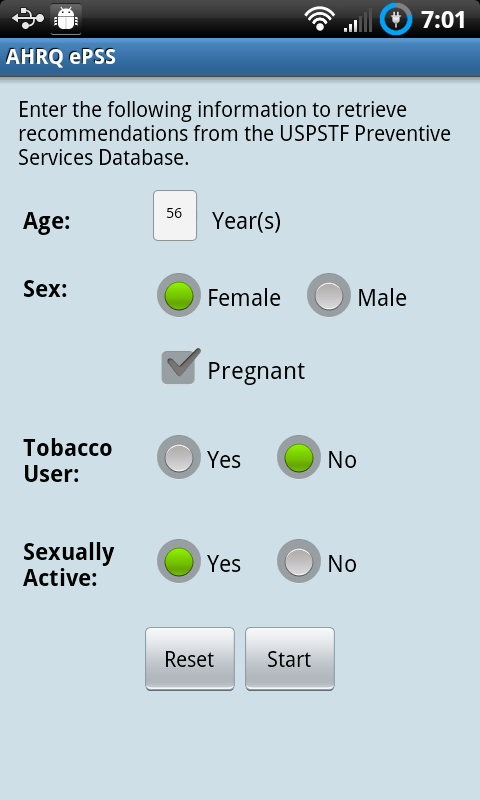 7:01
AHRQ ePSS
Enter the following information to retrieve
recommendations from the USPSTF Preventive
Services Database.
Age: 56 Year(s)
Sex: Female Male
Pregnant
Tobacco
User: Yes No
Sexually
Active: Yes No
Reset Start